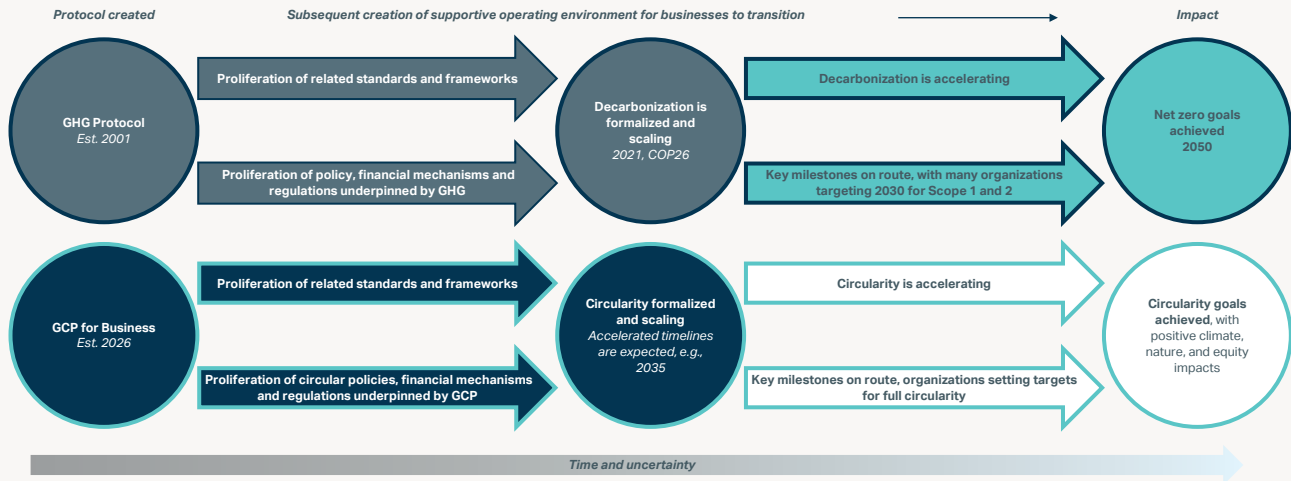 Protocol created
Subsequent creation of supportive operating environment for businesses to transition
Impact
GHG Protocol
Est. 2001
Proliferation of related standards and frameworks
Proliferation of policy, financial mechanisms and
regulations underpinned by GHG
Decarbonization is
formalized and
scaling
2021, COP26
Decarbonization is accelerating
Key milestones on route, with many organizations
targeting 2030 for Scope 1 and 2
Net zero goals
achieved
2050
GCP for Business
Est. 2026
Proliferation of related standards and frameworks
Proliferation of circular policies, financial mechanisms
and regulations underpinned by GCP
Circularity formalized
and scaling
Accelerated timelines
are expected, e.g.,
2035
Circularity is accelerating
Key milestones on route, organizations setting targets
for full circularity
Circularity goals
achieved, with
positive climate,
nature, and equity
impacts
Time and uncertainty